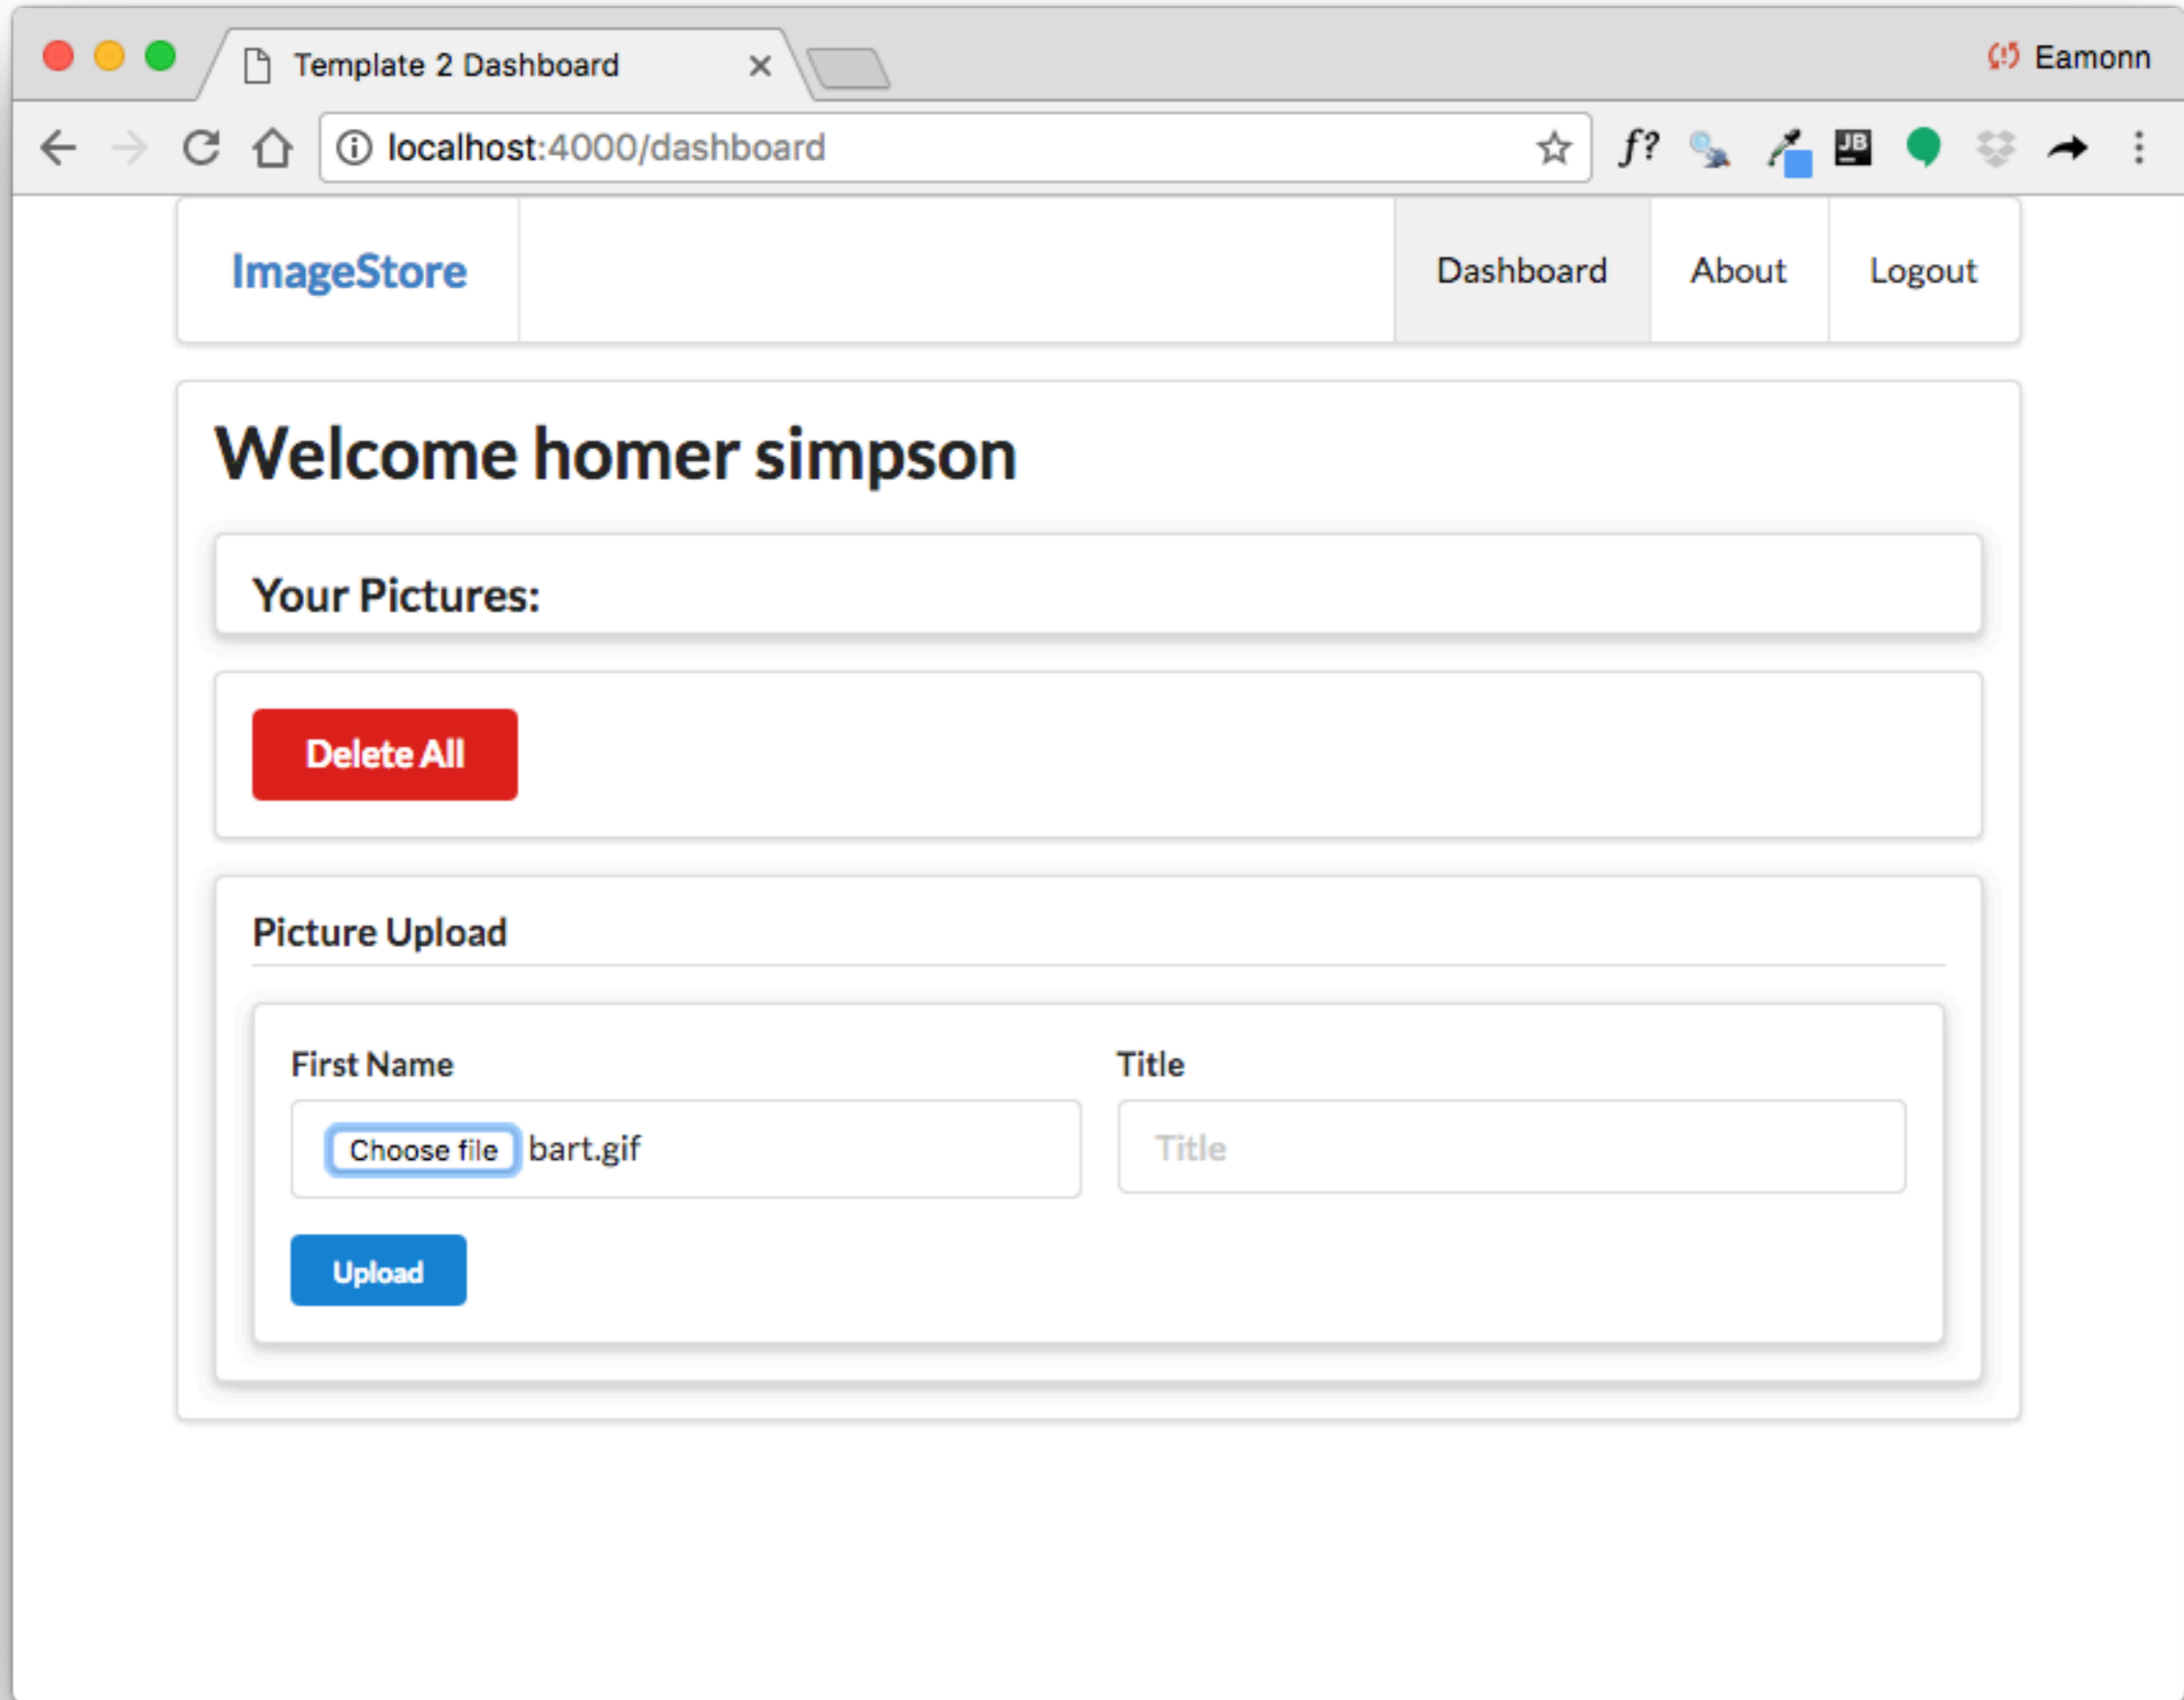 Template 2 Dashboard
Eamonn
localhost:4000/dashboard
f?
JB
ImageStore
Dashboard
About
Logout
Welcome homer simpson
Your Pictures:
Delete All
Picture Upload
First Name
Title
Choose file bart.gif
Title
Upload